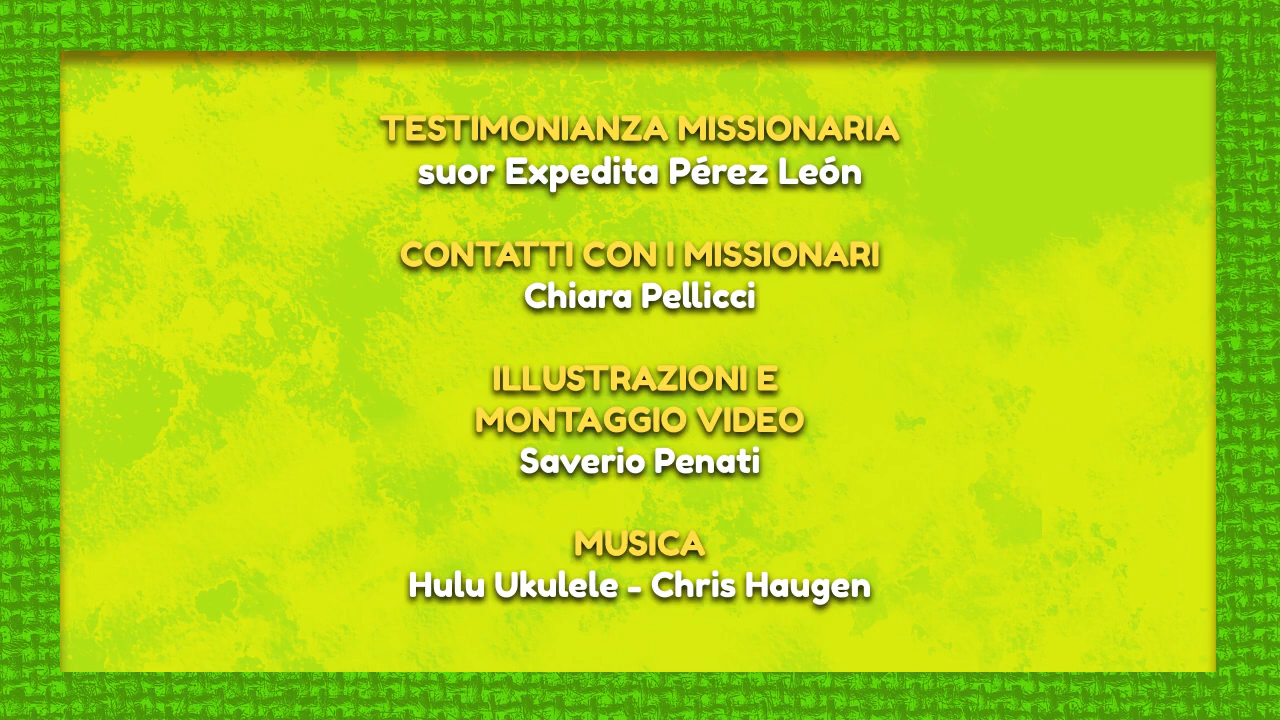 TESTIMONIANZA MISSIONARIA
suor Expedita Pérez León
CONTATTI CON I MISSIONARI
Chiara Pellicci
ILLUSTRAZIONI E
MONTAGGIO VIDEO
Saverio Penati
MUSICA
Hulu Ukulele - Chris Haugen